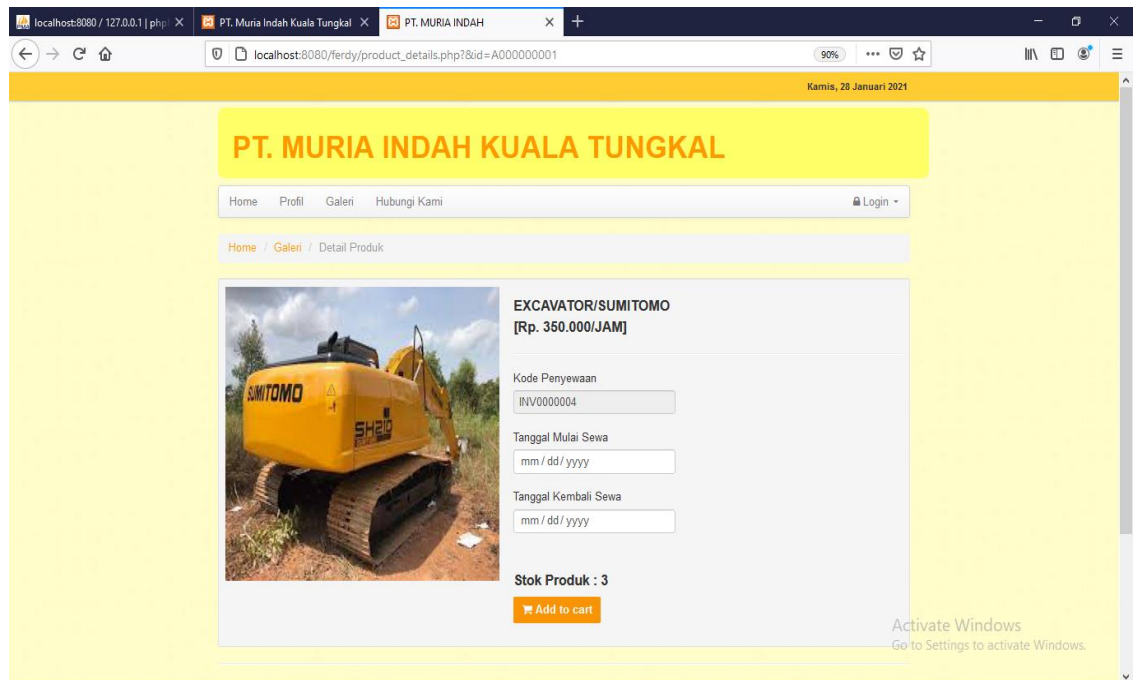 localhost:8080 / 127.0.0.1 | php
PT. Muria Indah Kuala Tungkal
PT. MURIA INDAH
localhost:8080/ferdy/product_details.php?&id=A000000001
90%
Kamis, 28 Januari 2021
PT. MURIA INDAH KUALA TUNGKAL
Home Profil Galeri Hubungi Kami Login
Home / Galeri / Detail Produk
EXCAVATOR/SUMITOMO
[Rp. 350.000/JAM]
Kode Penyewaan
INV0000004
Tanggal Mulai Sewa
mm / dd / yyyy
Tanggal Kembali Sewa
mm / dd / yyyy
Stok Produk : 3
Add to cart
SUMITOMO
SH210
Activate Windows
Go to Settings to activate Windows.